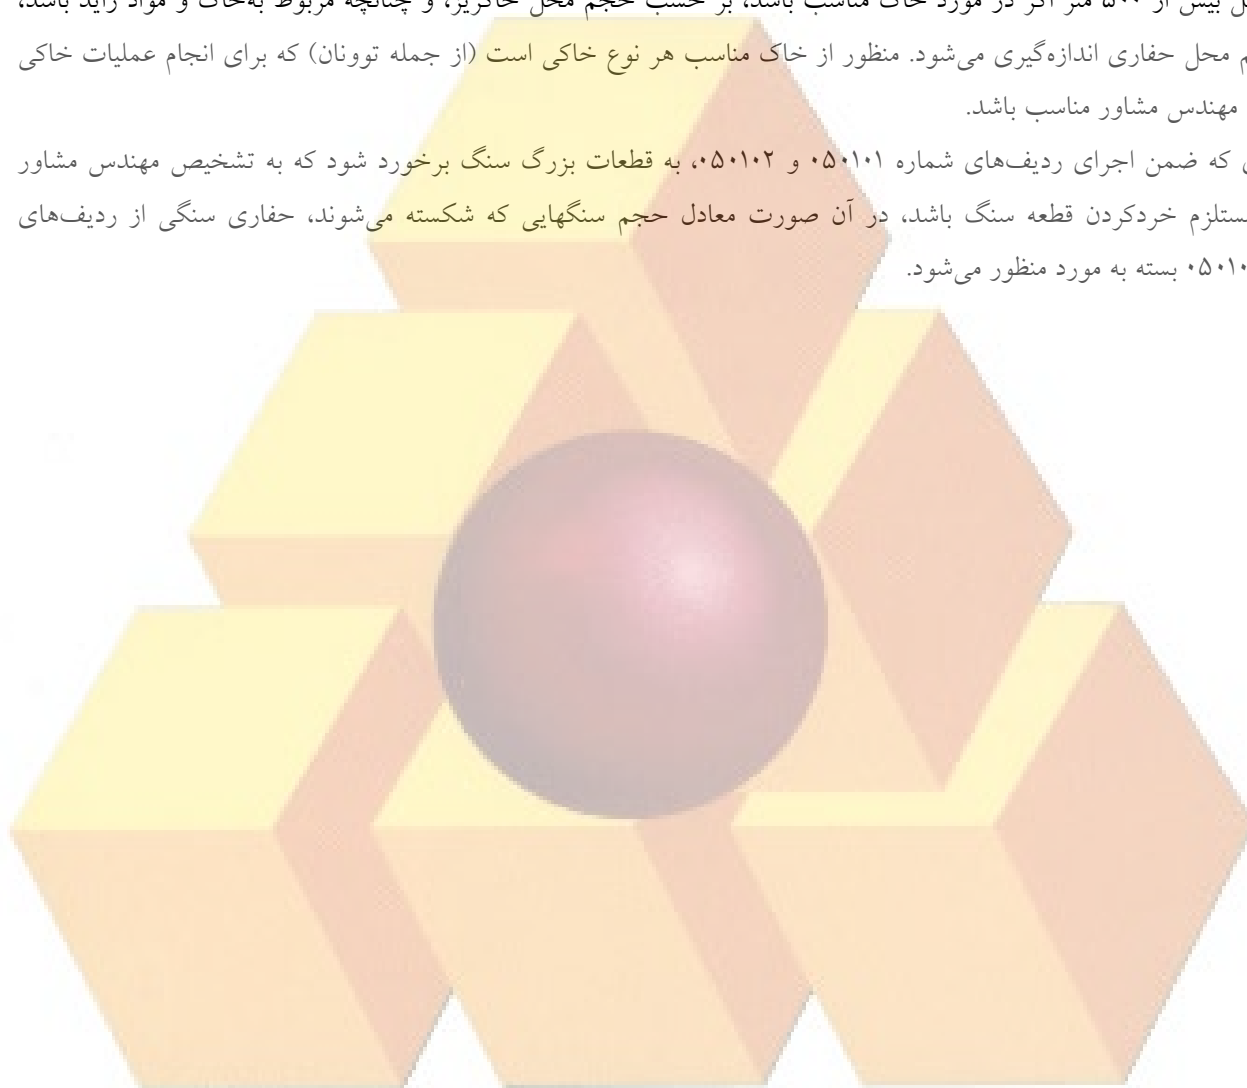 بیش از ۵۰۰ متر اگر در مورد خاک مناسب باشد، بر حسب حجم محل خاکریز، و چنانچه مربوط به‌خاک و مواد زاید باشد،
محل حفاری اندازه‌گیری می‌شود. منظور از خاک مناسب هر نوع خاکی است (از جمله توونان) که برای انجام عملیات خاکی
مهندس مشاور مناسب باشد.
که ضمن اجرای ردیف‌های شماره ۰۵۰۱۰۱ و ۰۵۰۱۰۲، به قطعات بزرگ سنگ برخورد شود که به تشخیص مهندس مشاور
مستلزم خردکردن قطعه سنگ باشد، در آن صورت معادل حجم سنگهایی که شکسته می‌شوند، حفاری سنگی از ردیف‌های
بسته به مورد منظور می‌شود.